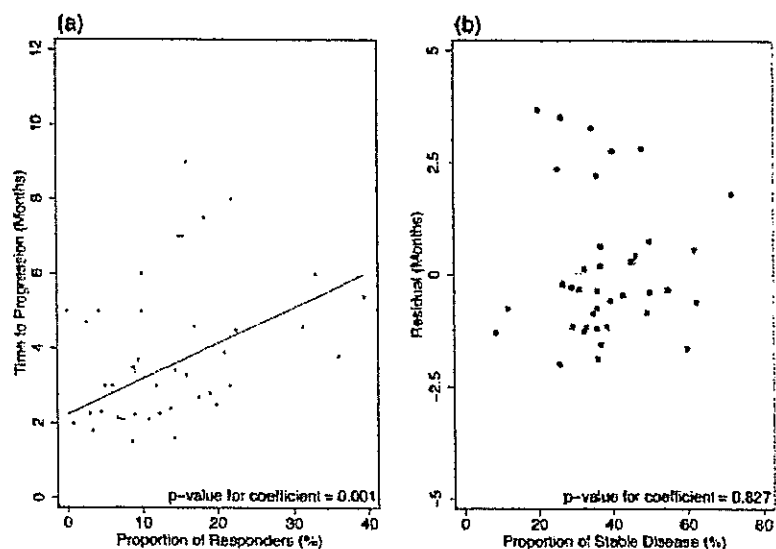 (a)
12
10
8
6
4
2
0
Time to Progression (Months)
p-value for coefficient = 0.001
0 10 20 30 40
Proportion of Responders (%)
(b)
5
2.5
0
-2.5
-5
Residual (Months)
p-value for coefficient = 0.827
0 20 40 60 80
Proportion of Stable Disease (%)